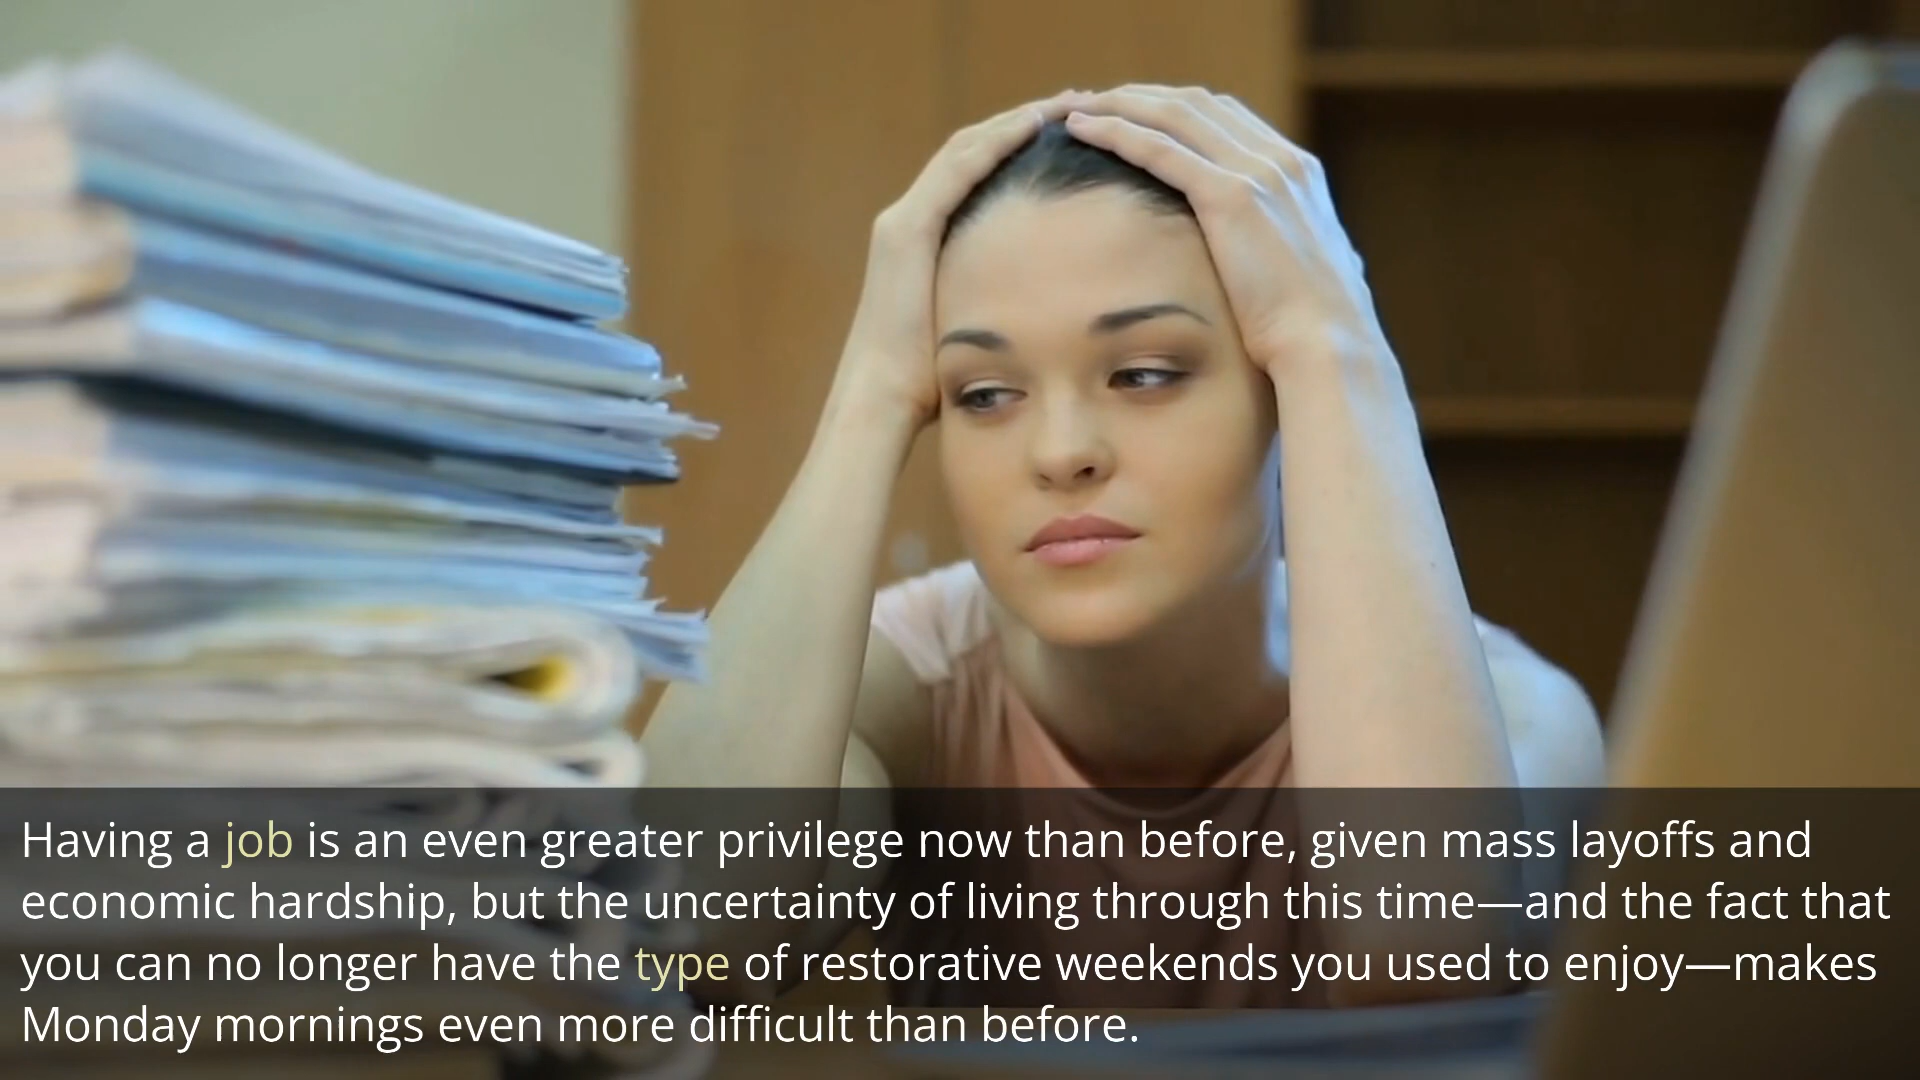 Having a job is an even greater privilege now than before, given mass layoffs and
economic hardship, but the uncertainty of living through this time—and the fact that
you can no longer have the type of restorative weekends you used to enjoy—makes
Monday mornings even more difficult than before.